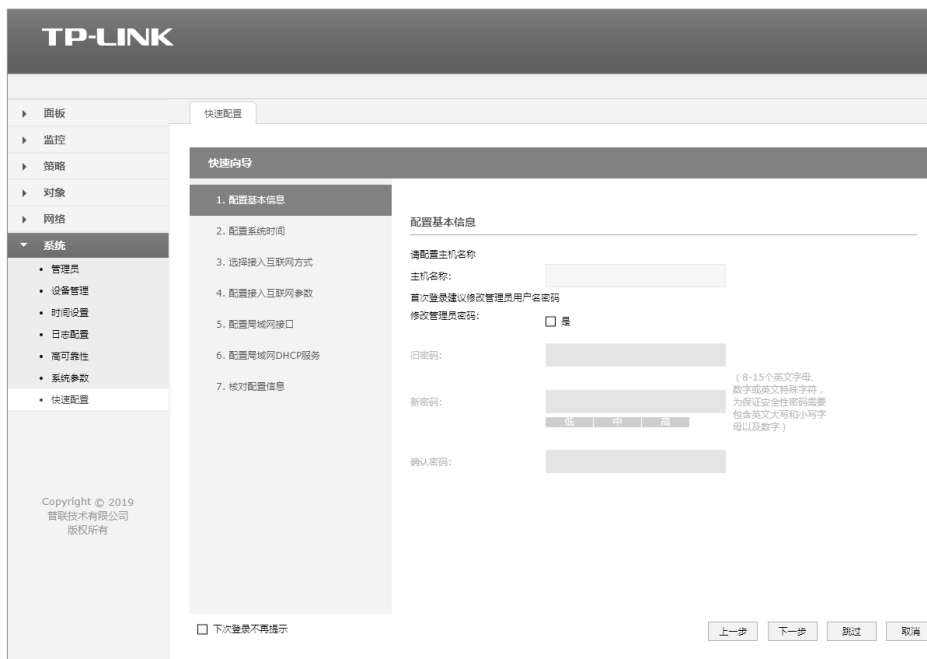 TP-LINK
面板
监控
策略
对象
网络
系统
管理员
设备管理
时间设置
日志配置
高可靠性
系统参数
快速配置
Copyright © 2019
普联技术有限公司
版权所有
快速配置
快速向导
1. 配置基本信息
2. 配置系统时间
3. 选择接入互联网方式
4. 配置接入互联网参数
5. 配置局域网接口
6. 配置局域网DHCP服务
7. 核对配置信息
配置基本信息
请配置主机名称
主机名称:
首次登录建议修改管理员用户名密码
修改管理员密码:
是
旧密码:
新密码:
(8-15个英文字母、
数字或英文特殊字符，
为保证安全性密码需要
包含英文大写和小写字
母以及数字)
低 中 高
确认密码:
下次登录不再提示
上一步 下一步 跳过 取消